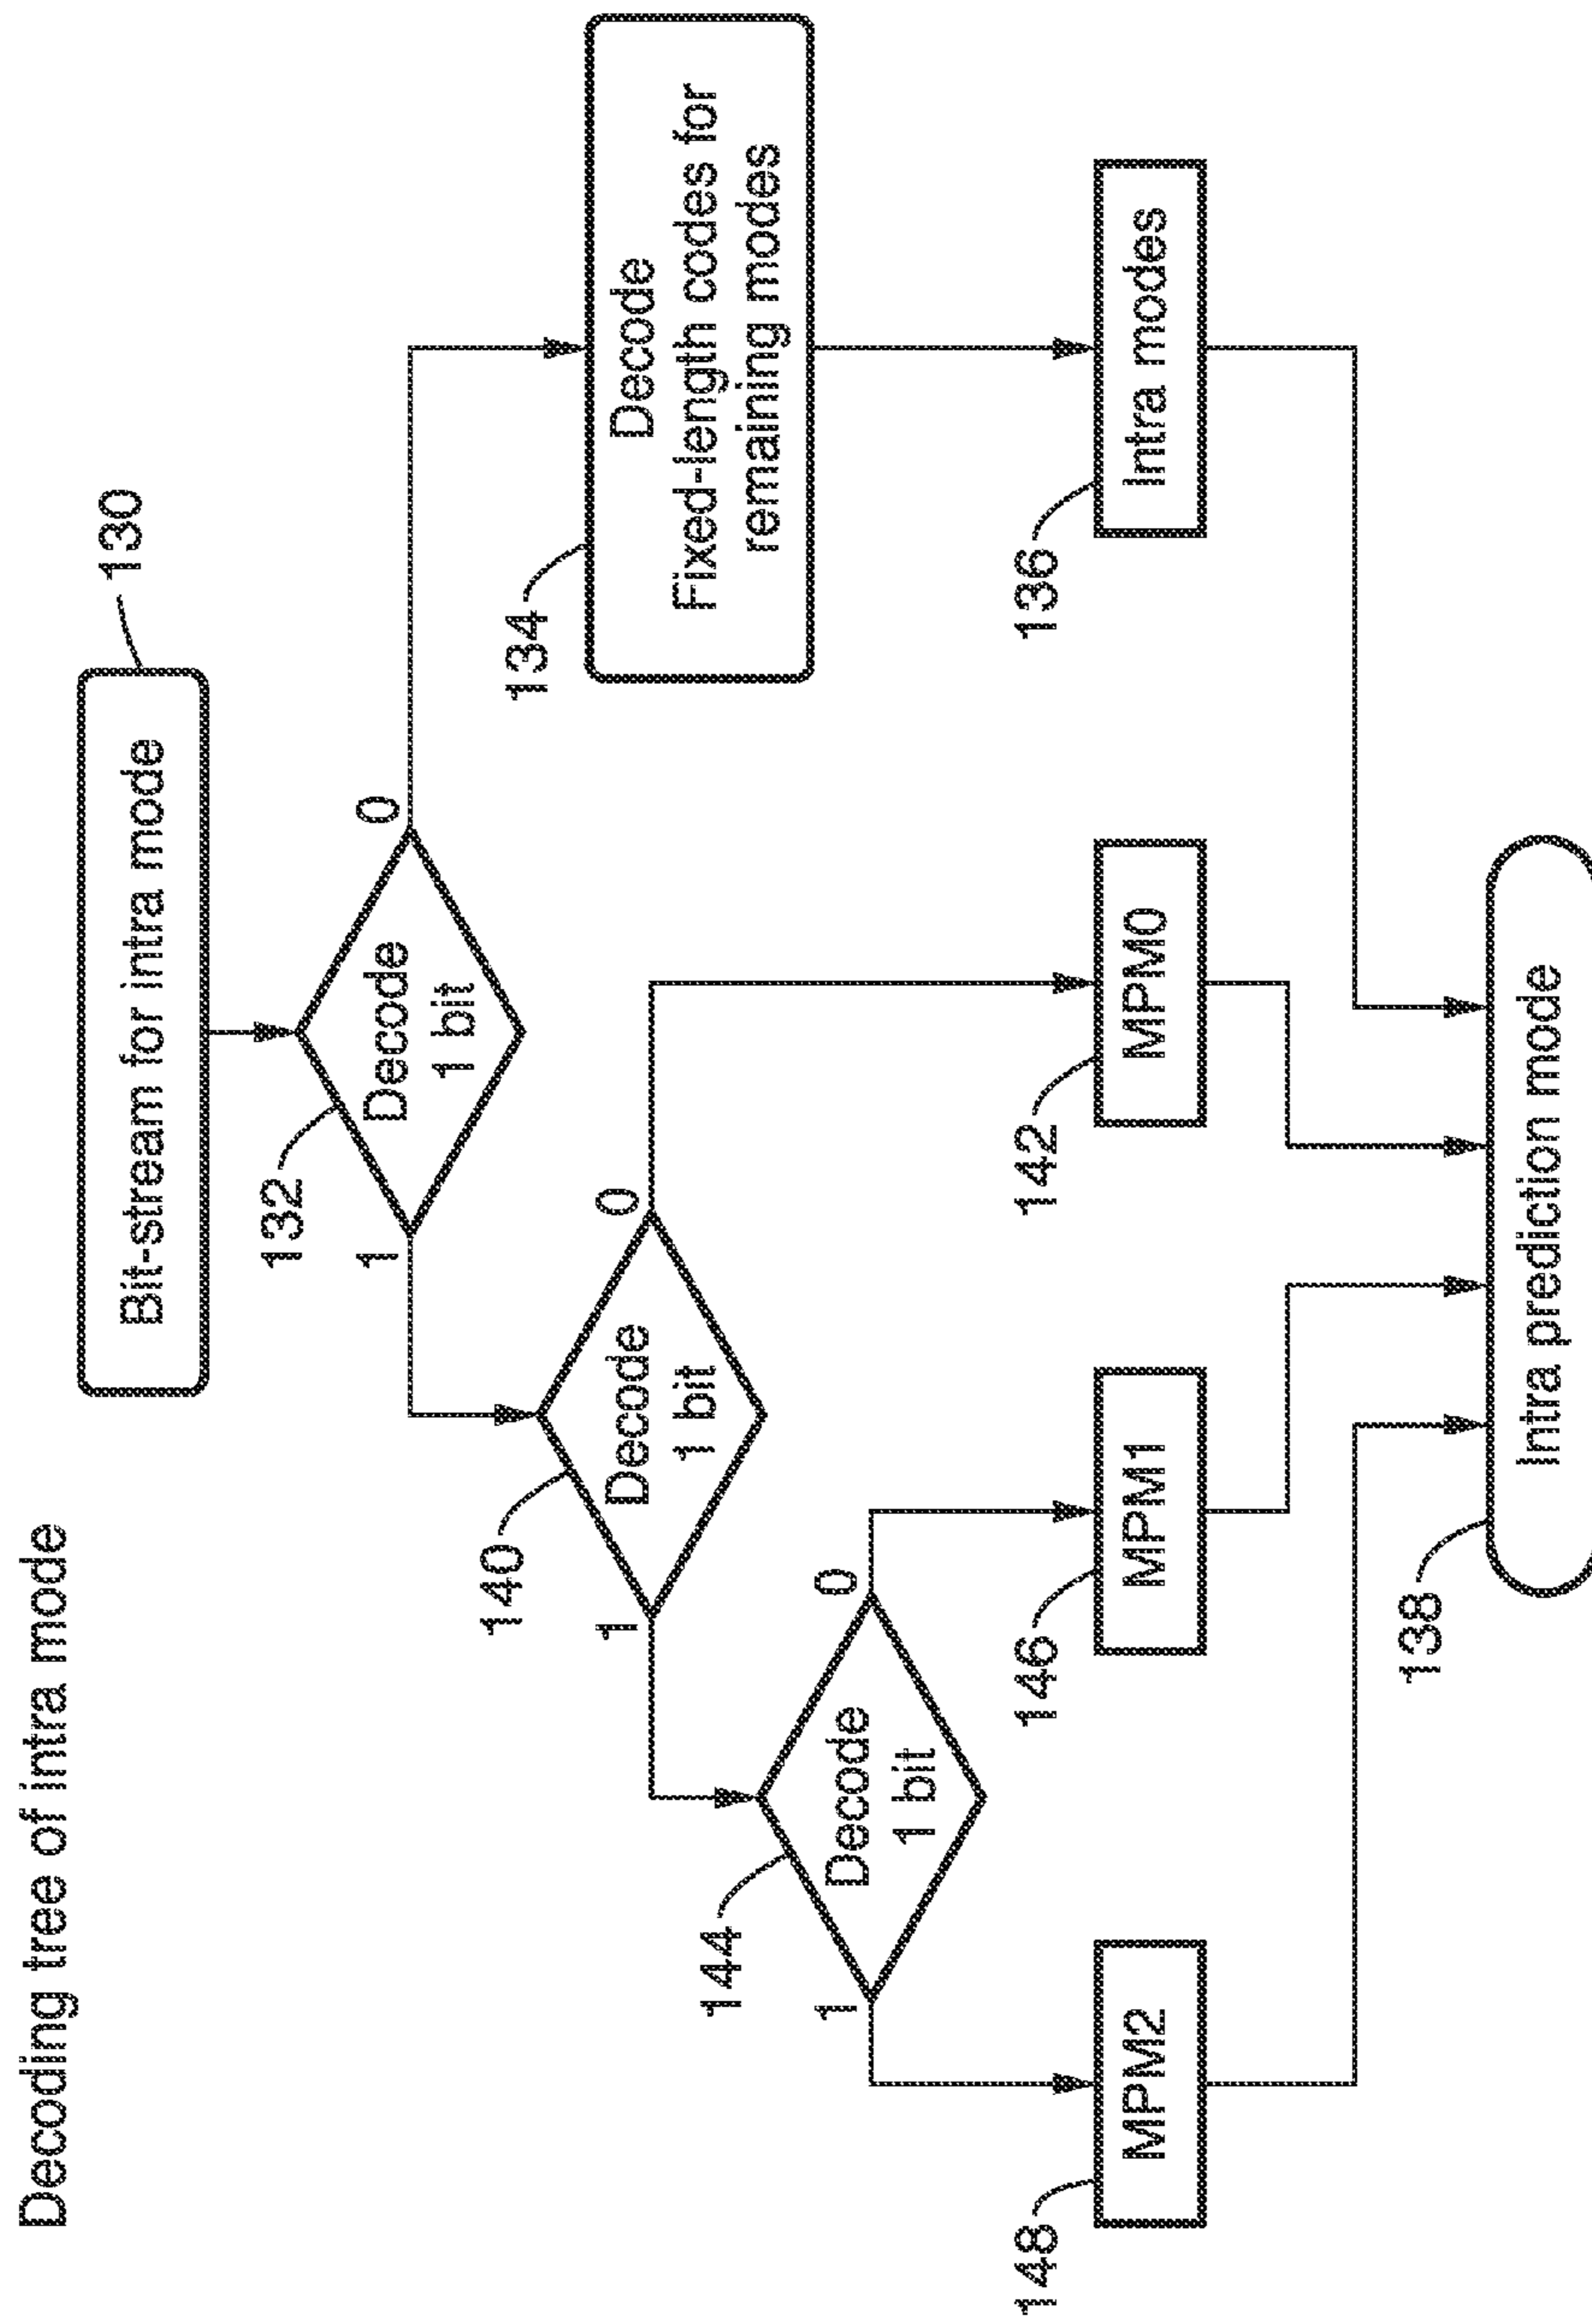 Decoding tree of intra mode
Bit-stream for intra mode
130
132
Decode
1 bit
1
0
140
Decode
1 bit
1
0
134
Decode
Fixed-length codes for
remaining modes
144
Decode
1 bit
1
0
148
MPM2
146
MPM1
142
MPM0
136
Intra modes
138
Intra prediction mode